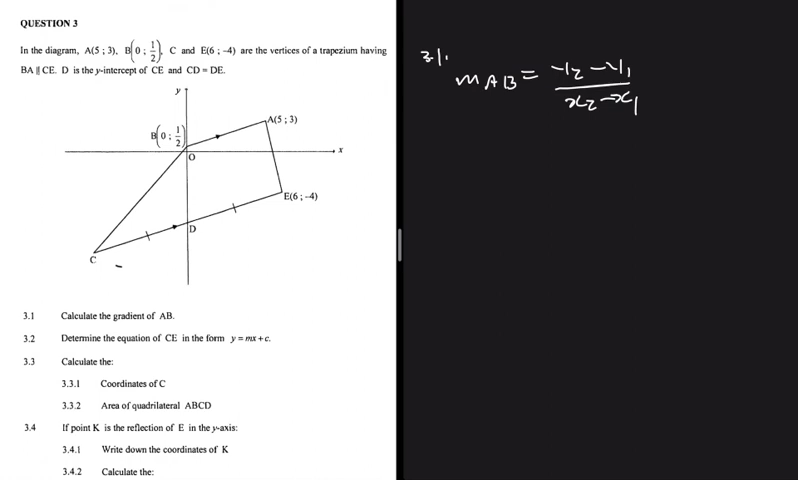 QUESTION 3
In the diagram, A(5 ; 3), B(0 ; 1/2), C and E(6 ; -4) are the vertices of a trapezium having
BA ∥ CE. D is the y-intercept of CE and CD = DE.
y
A(5 ; 3)
B(0 ; 1/2)
x
O
E(6 ; -4)
D
C
3.1 Calculate the gradient of AB.
3.2 Determine the equation of CE in the form y = mx + c.
3.3 Calculate the:
3.3.1 Coordinates of C
3.3.2 Area of quadrilateral ABCD
3.4 If point K is the reflection of E in the y-axis:
3.4.1 Write down the coordinates of K
3.4.2 Calculate the:
3.1.
mAB = y2 - y1
x2 - x1